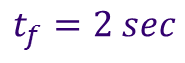 t_f = 2 sec